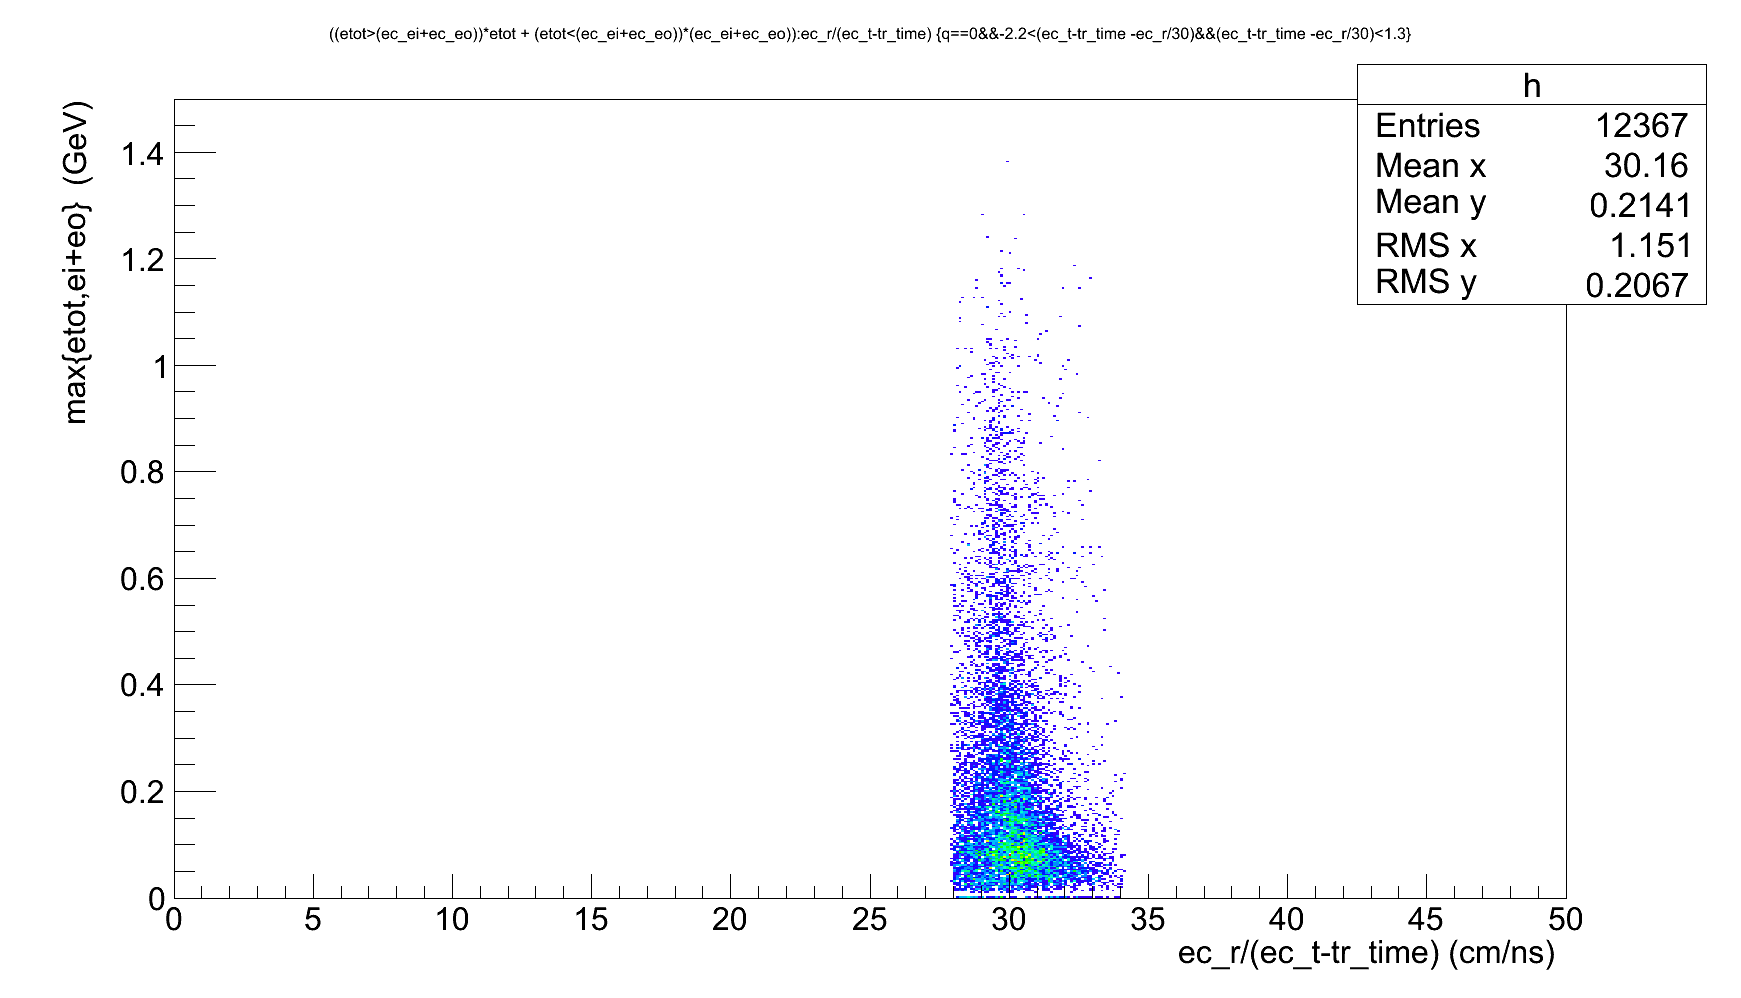 ((etot>(ec_ei+ec_eo))*etot + (etot<(ec_ei+ec_eo))*(ec_ei+ec_eo)):ec_r/(ec_t-tr_time) {q==0&&-2.2<(ec_t-tr_time -ec_r/30)&&(ec_t-tr_time -ec_r/30)<1.3}
h
Entries 12367
Mean x 30.16
Mean y 0.2141
RMS x 1.151
RMS y 0.2067
max{etot,ei+eo} (GeV)
1.4
1.2
1
0.8
0.6
0.4
0.2
0
0 5 10 15 20 25 30 35 40 45 50
ec_r/(ec_t-tr_time) (cm/ns)